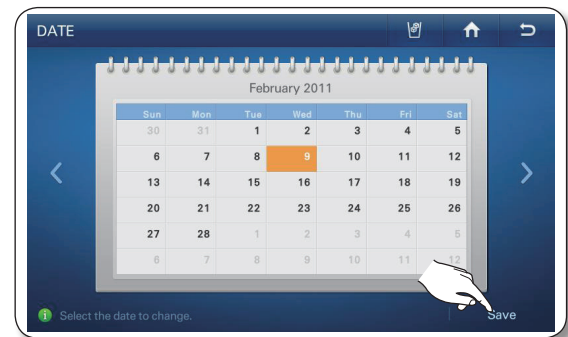 DATE
February 2011
Sun Mon Tue Wed Thu Fri Sat
30 31 1 2 3 4 5
6 7 8 9 10 11 12
13 14 15 16 17 18 19
20 21 22 23 24 25 26
27 28 1 2 3 4 5
6 7 8 9 10 11 12
Select the date to change.
Save